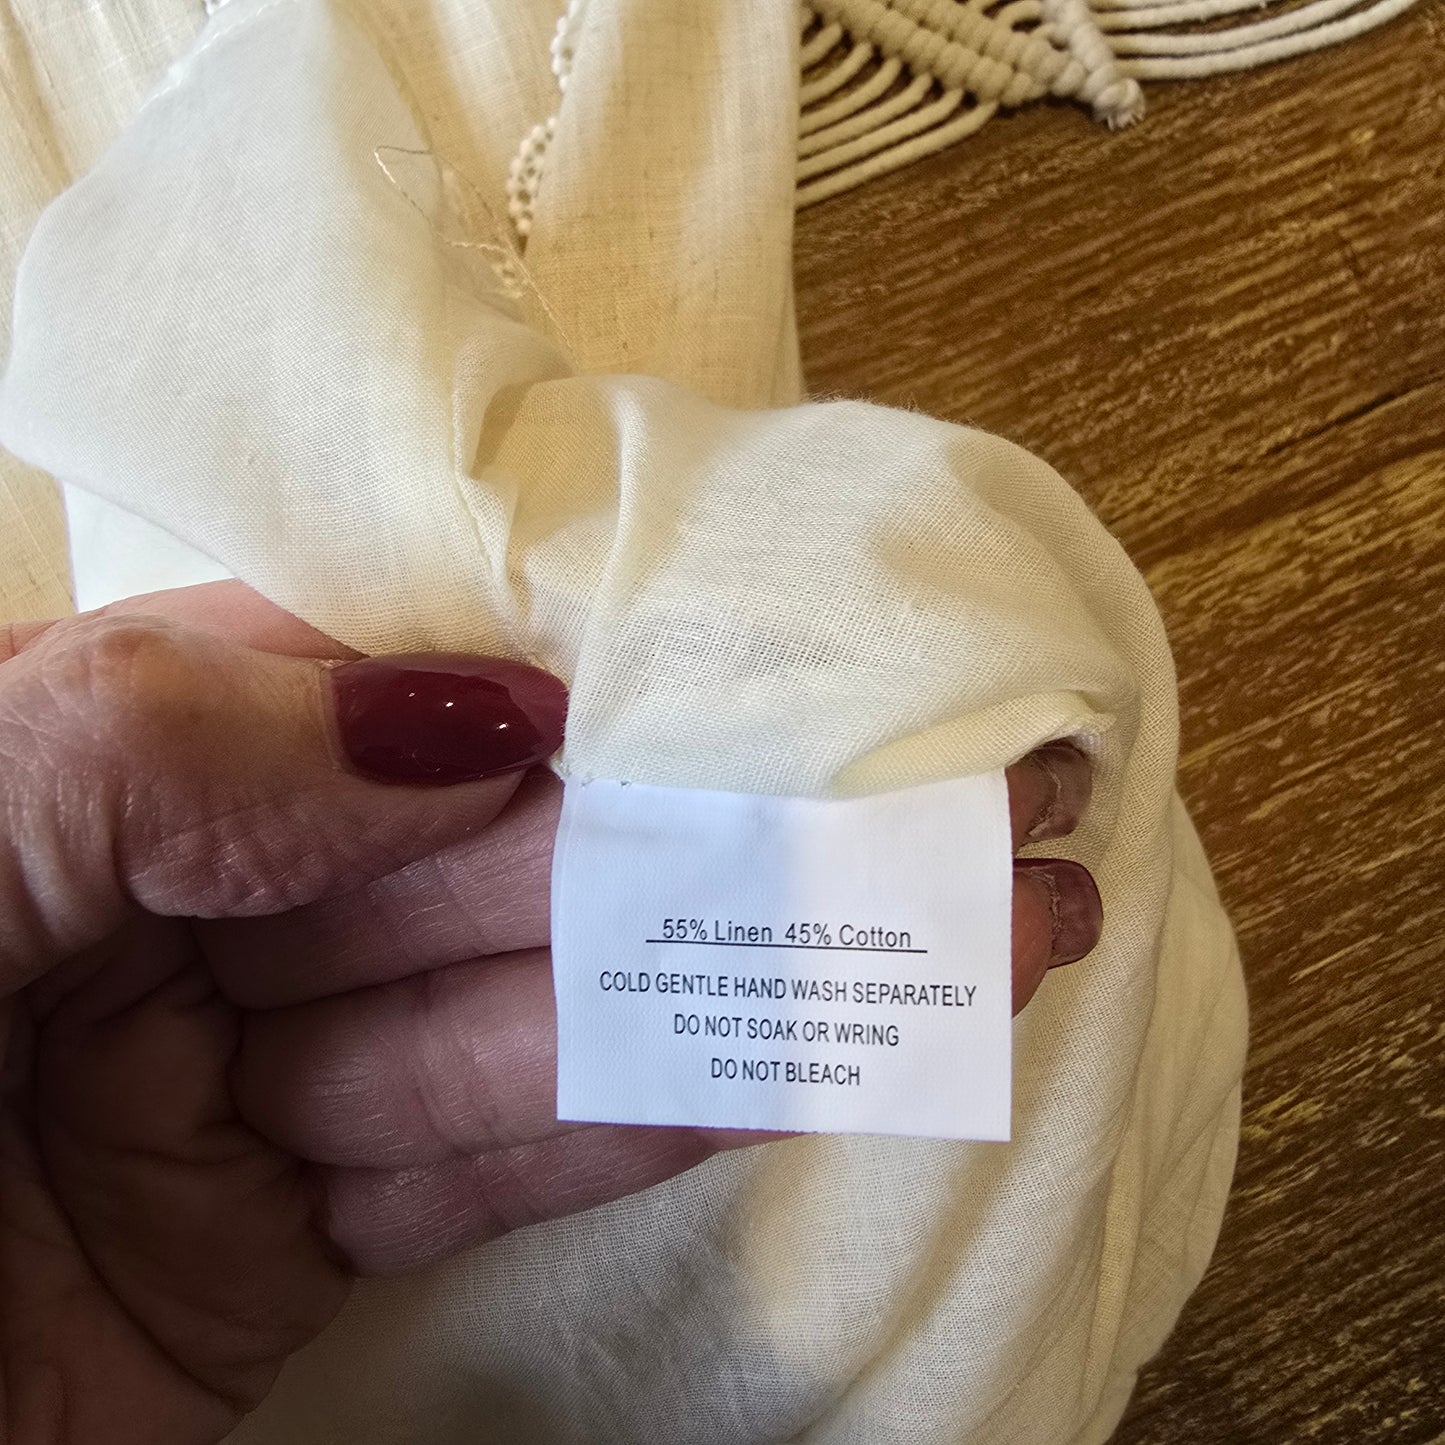 55% Linen 45% Cotton
COLD GENTLE HAND WASH SEPARATELY
DO NOT SOAK OR WRING
DO NOT BLEACH